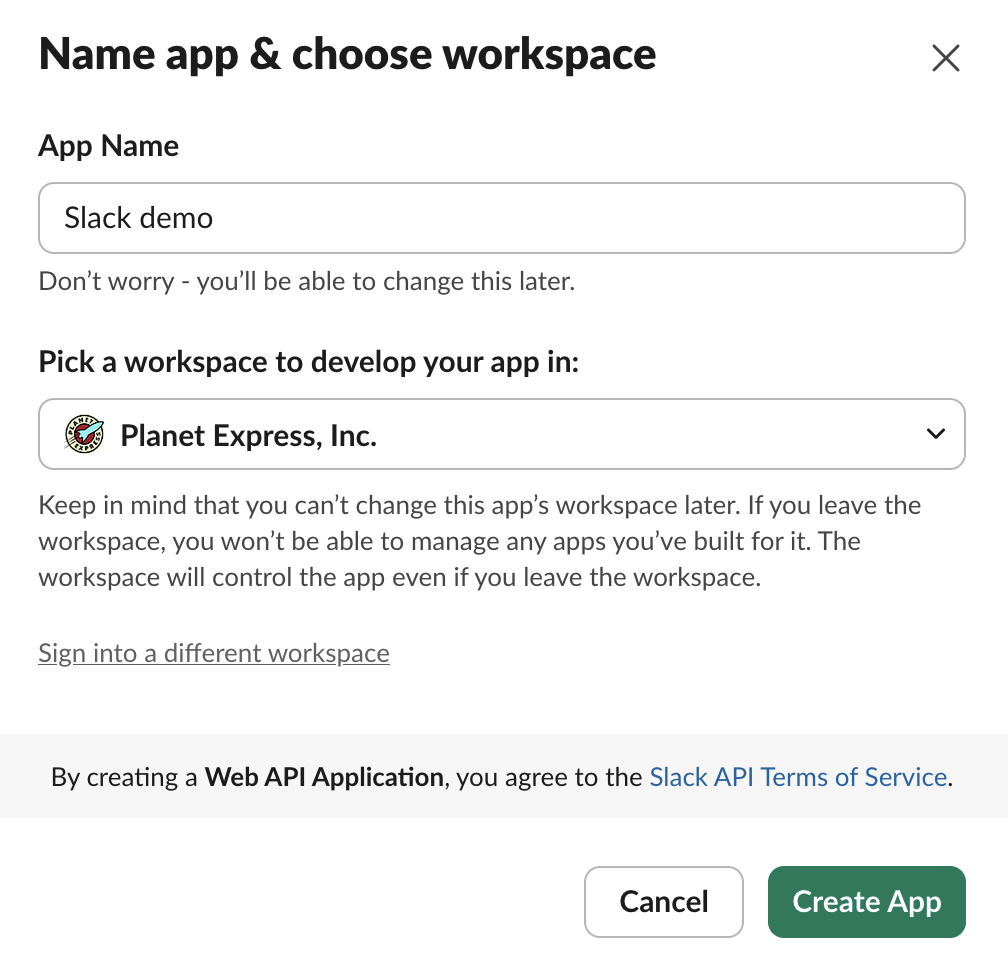 Name app & choose workspace
App Name
Slack demo
Don’t worry - you’ll be able to change this later.
Pick a workspace to develop your app in:
PLANET EXPRESS
Planet Express, Inc.
Keep in mind that you can’t change this app’s workspace later. If you leave the
workspace, you won’t be able to manage any apps you’ve built for it. The
workspace will control the app even if you leave the workspace.
Sign into a different workspace
By creating a Web API Application, you agree to the Slack API Terms of Service.
Cancel
Create App